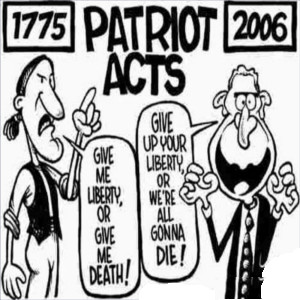 1775
PATRIOT
ACTS
2006
GIVE
ME
LIBERTY,
OR
GIVE
ME
DEATH!
GIVE
UP YOUR
LIBERTY,
OR
WE'RE
ALL
GONNA
DIE!